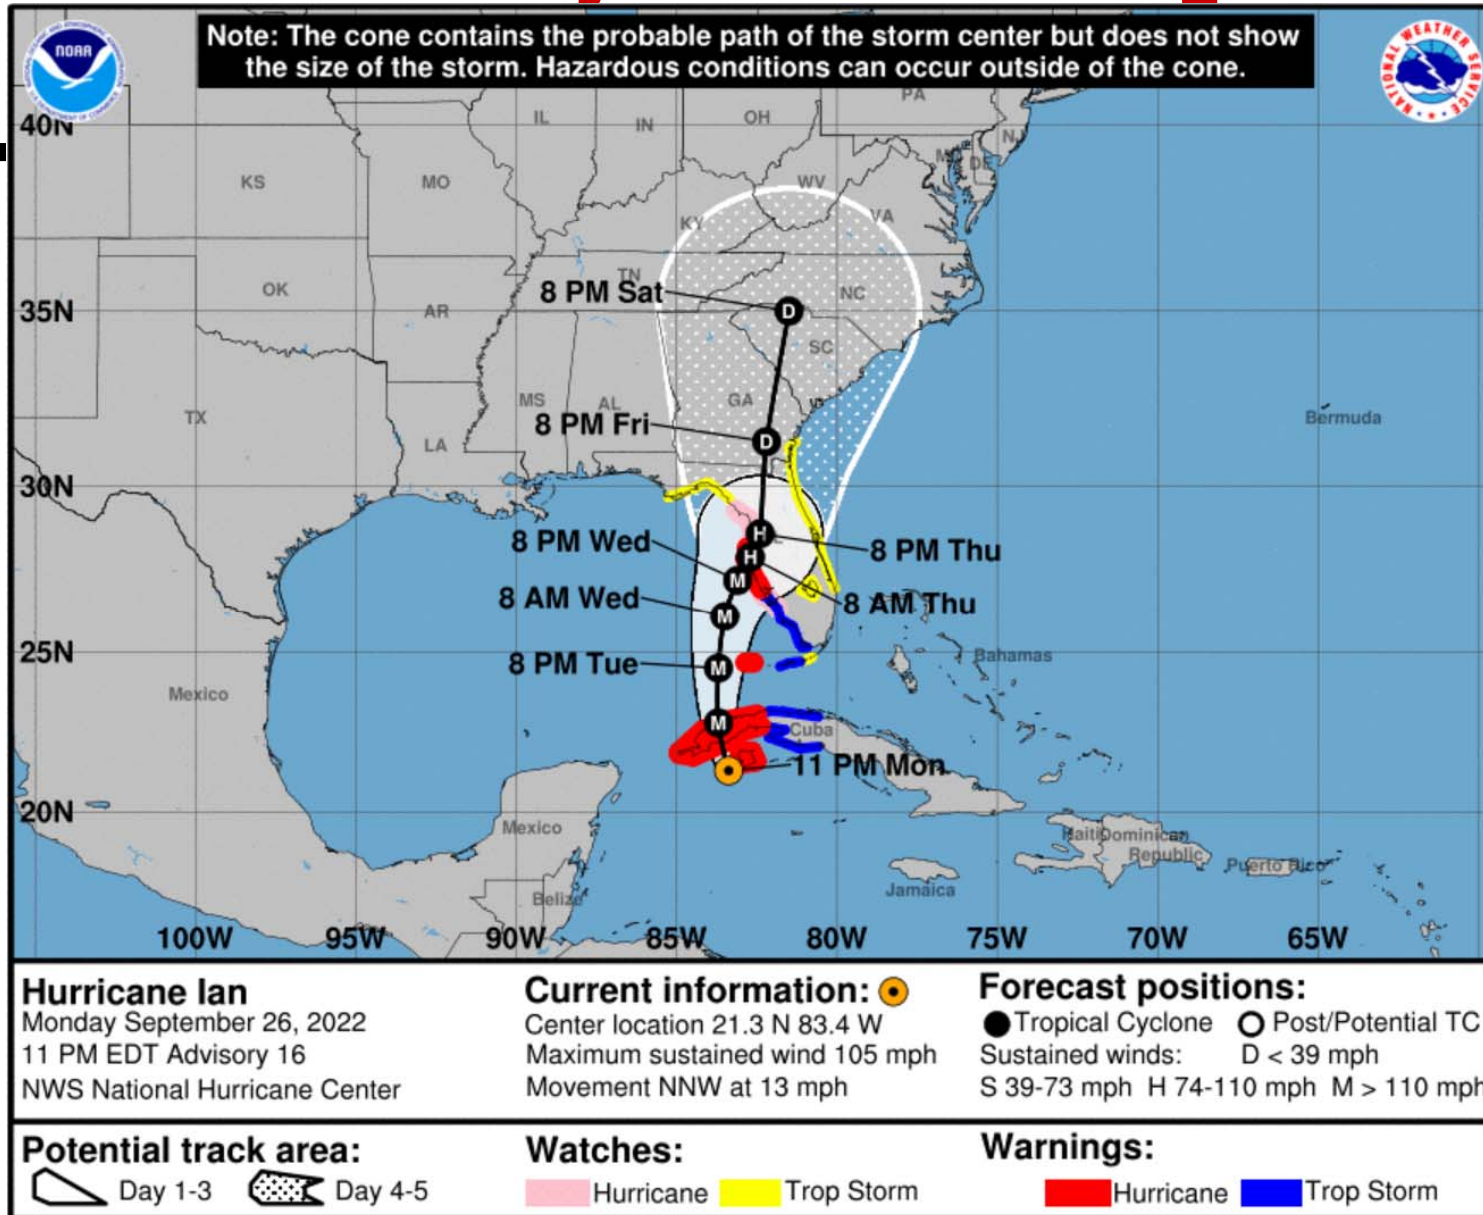 Note: The cone contains the probable path of the storm center but does not show
the size of the storm. Hazardous conditions can occur outside of the cone.
NOAA
NATIONAL WEATHER SERVICE
PA
40N
IL
IN
OH
NJ
DE
KS
MO
WV
KY
VA
TN
OK
8 PM Sat
D
NC
AR
35N
SC
MS
AL
GA
TX
8 PM Fri
D
Bermuda
LA
30N
8 PM Wed
H
8 PM Thu
H
M
8 AM Wed
M
8 AM Thu
25N
8 PM Tue
M
Bahamas
Mexico
M
Cuba
11 PM Mon
20N
Mexico
Haiti
Dominican
Republic
Puerto Rico
Jamaica
Belize
100W 95W 90W 85W 80W 75W 70W 65W
Hurricane Ian
Monday September 26, 2022
11 PM EDT Advisory 16
NWS National Hurricane Center
Current information:
Center location 21.3 N 83.4 W
Maximum sustained wind 105 mph
Movement NNW at 13 mph
Forecast positions:
Tropical Cyclone Post/Potential TC
Sustained winds: D < 39 mph
S 39-73 mph H 74-110 mph M > 110 mph
Potential track area:
Day 1-3 Day 4-5
Watches:
Hurricane Trop Storm
Warnings:
Hurricane Trop Storm